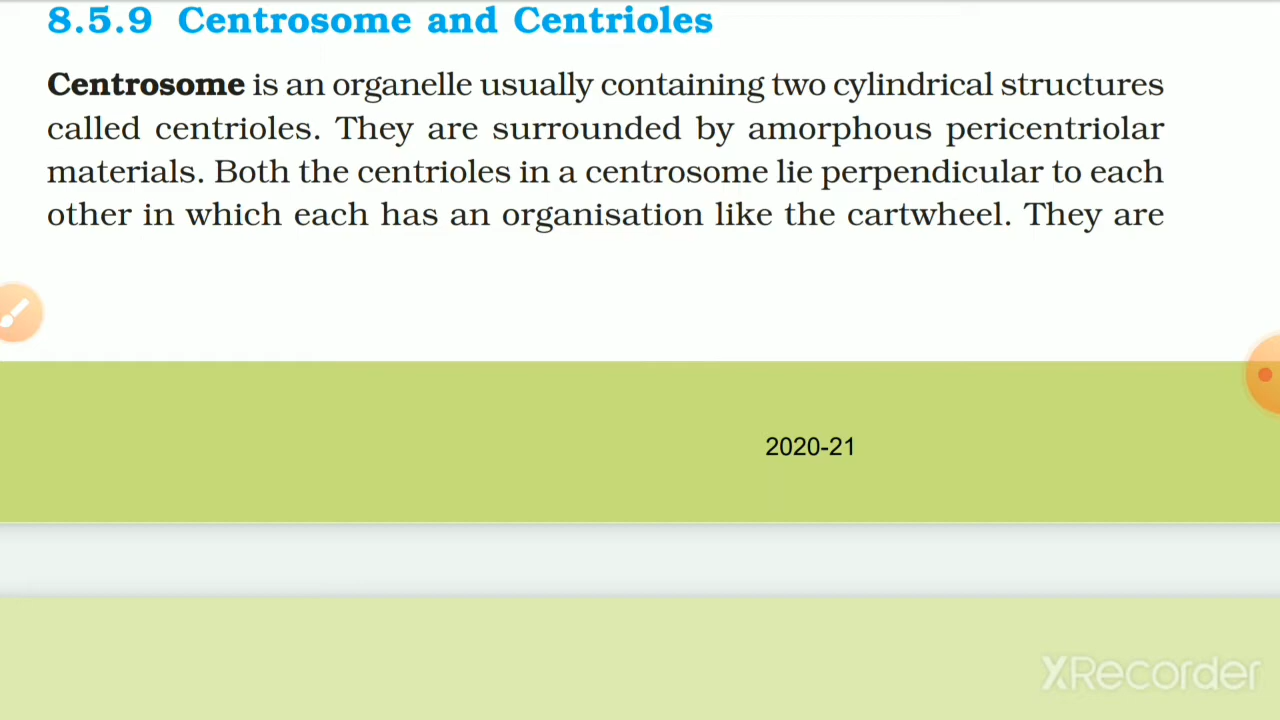 8.5.9 Centrosome and Centrioles
Centrosome is an organelle usually containing two cylindrical structures
called centrioles. They are surrounded by amorphous pericentriolar
materials. Both the centrioles in a centrosome lie perpendicular to each
other in which each has an organisation like the cartwheel. They are
2020-21
XRecorder